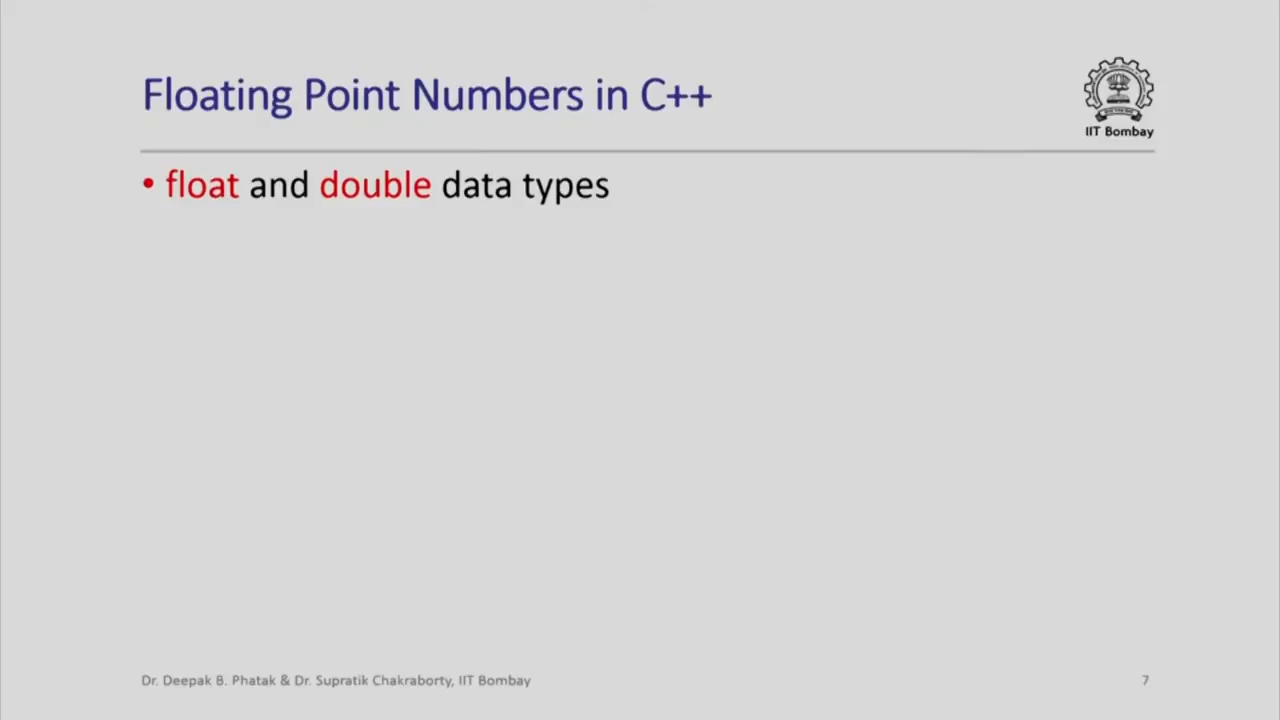 Floating Point Numbers in C++
IIT Bombay
• float and double data types
Dr. Deepak B. Phatak & Dr. Supratik Chakraborty, IIT Bombay
7